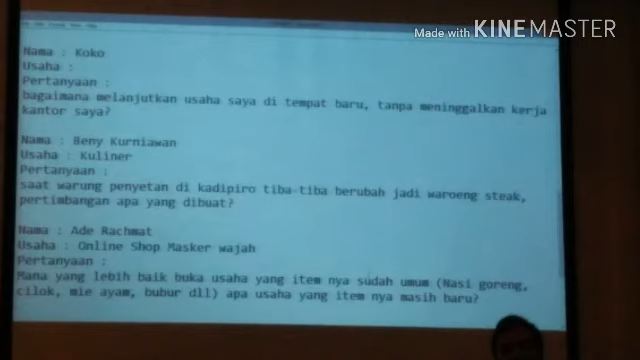 Made with KINEMASTER
Nama : Koko
Usaha :
Pertanyaan :
bagaimana melanjutkan usaha saya di tempat baru, tanpa meninggalkan kerja
kantor saya?
Nama : Beny Kurniawan
Usaha : Kuliner
Pertanyaan :
saat warung penyetan di kadipiro tiba-tiba berubah jadi waroeng steak,
pertimbangan apa yang dibuat?
Nama : Ade Rachmat
Usaha : Online Shop Masker wajah
Pertanyaan :
Mana yang lebih baik buka usaha yang item nya sudah umum (Nasi goreng,
cilok, mie ayam, bubur dll) apa usaha yang item nya masih baru?